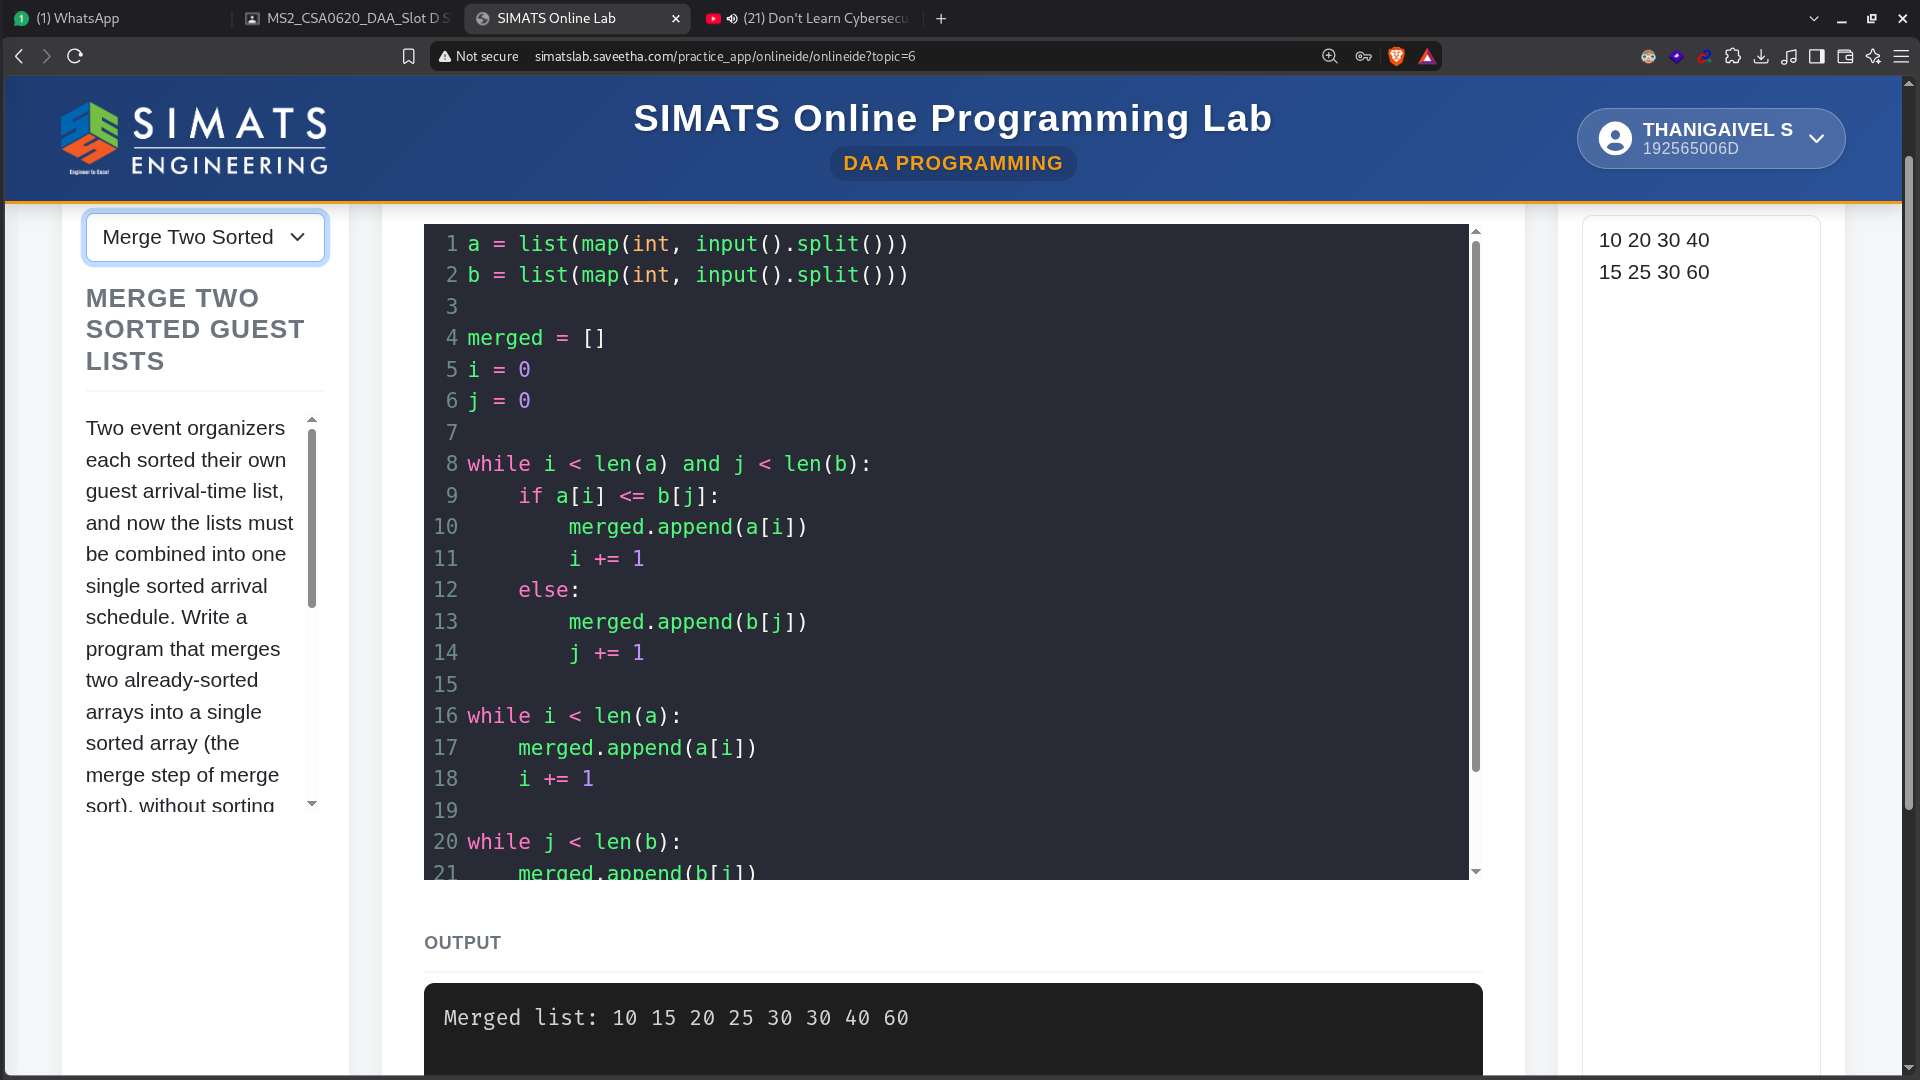 (1) WhatsApp
MS2_CSA0620_DAA_Slot D S
SIMATS Online Lab
(21) Don't Learn Cybersecu
Not secure simatslab.saveetha.com/practice_app/onlineide/onlineide?topic=6
SIMATS
ENGINEERING
Engineer to Excel
SIMATS Online Programming Lab
DAA PROGRAMMING
THANIGAIVEL S
192565006D
Merge Two Sorted
MERGE TWO
SORTED GUEST
LISTS
Two event organizers
each sorted their own
guest arrival-time list,
and now the lists must
be combined into one
single sorted arrival
schedule. Write a
program that merges
two already-sorted
arrays into a single
sorted array (the
merge step of merge
sort), without sorting
1 a = list(map(int, input().split()))
2 b = list(map(int, input().split()))
3
4 merged = []
5 i = 0
6 j = 0
7
8 while i < len(a) and j < len(b):
9     if a[i] <= b[j]:
10         merged.append(a[i])
11         i += 1
12     else:
13         merged.append(b[j])
14         j += 1
15
16 while i < len(a):
17     merged.append(a[i])
18     i += 1
19
20 while j < len(b):
21     merged.append(b[j])
OUTPUT
Merged list: 10 15 20 25 30 30 40 60
10 20 30 40
15 25 30 60